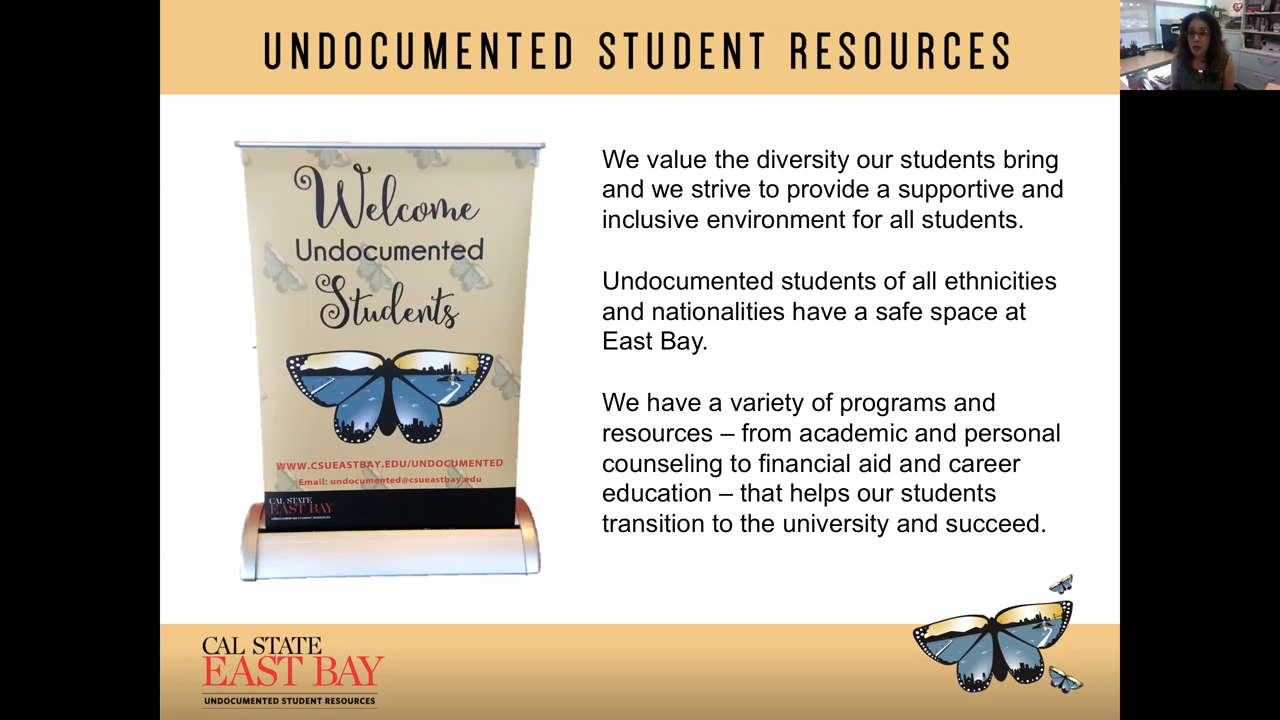 UNDOCUMENTED STUDENT RESOURCES
Welcome
Undocumented
Students
WWW.CSUEASTBAY.EDU/UNDOCUMENTED
Email: undocumented@csueastbay.edu
CAL STATE
EAST BAY
UNDOCUMENTED STUDENT RESOURCES
We value the diversity our students bring
and we strive to provide a supportive and
inclusive environment for all students.
Undocumented students of all ethnicities
and nationalities have a safe space at
East Bay.
We have a variety of programs and
resources – from academic and personal
counseling to financial aid and career
education – that helps our students
transition to the university and succeed.
CAL STATE
EAST BAY
UNDOCUMENTED STUDENT RESOURCES